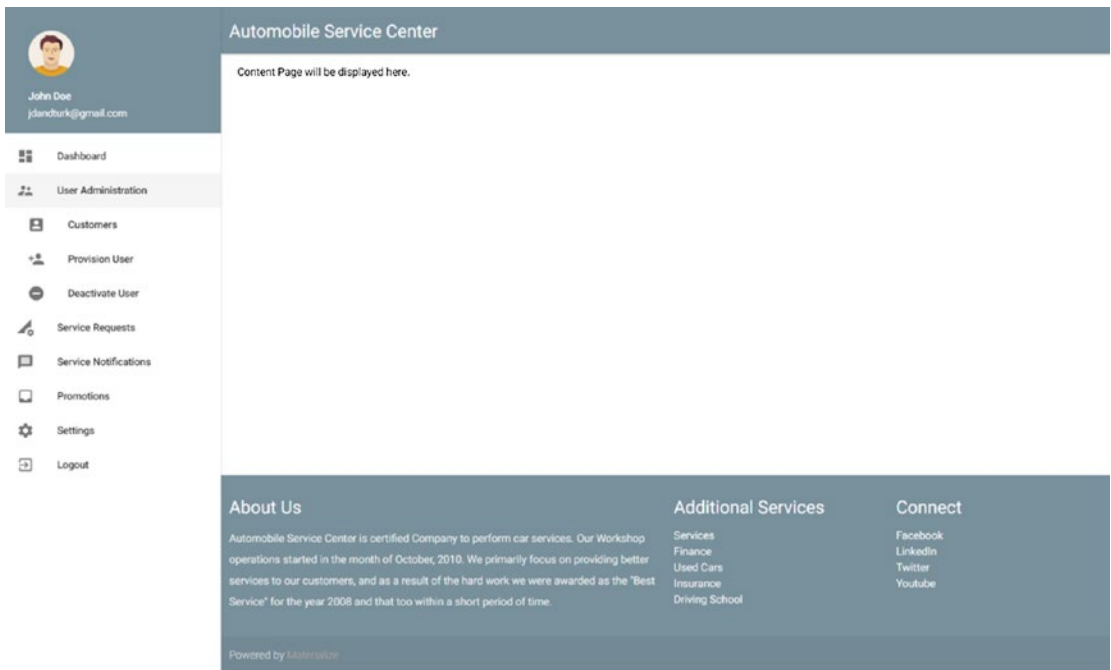 John Doe
jdandturk@gmail.com
Dashboard
User Administration
Customers
Provision User
Deactivate User
Service Requests
Service Notifications
Promotions
Settings
Logout
Automobile Service Center
Content Page will be displayed here.
About Us
Automobile Service Center is certified Company to perform car services. Our Workshop
operations started in the month of October, 2010. We primarily focus on providing better
services to our customers, and as a result of the hard work we were awarded as the "Best
Service" for the year 2008 and that too within a short period of time.
Additional Services
Services
Finance
Used Cars
Insurance
Driving School
Connect
Facebook
LinkedIn
Twitter
Youtube
Powered by Materialize